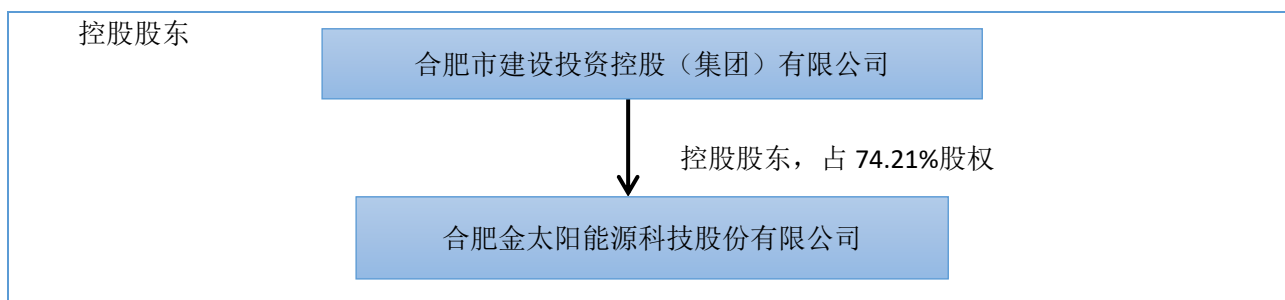 控股股东
合肥市建设投资控股（集团）有限公司
控股股东，占 74.21%股权
合肥金太阳能源科技股份有限公司